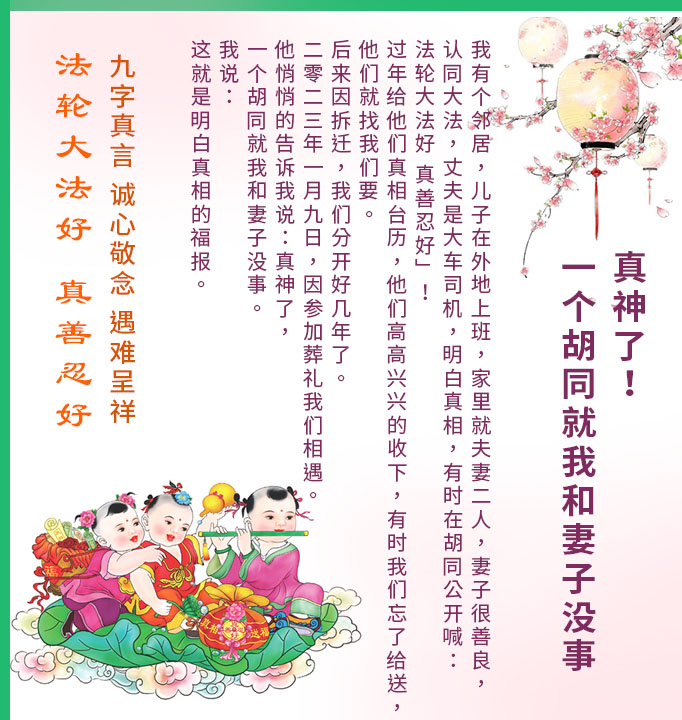 真神了！
一个胡同就我和妻子没事
我有个邻居，儿子在外地上班，家里就夫妻二人，妻子很善良，
认同大法，丈夫是大车司机，明白真相，有时在胡同公开喊：
法轮大法好 真善忍好」！
过年给他们真相台历，他们高高兴兴的收下，有时我们忘了给送，
他们就找我们要。
后来因拆迁，我们分开好几年了。
二零二三年一月九日，因参加葬礼我们相遇。
他悄悄的告诉我说：真神了，
一个胡同就我和妻子没事。
我说：
这就是明白真相的福报。
九字真言 诚心敬念 遇难呈祥
法轮大法好 真善忍好